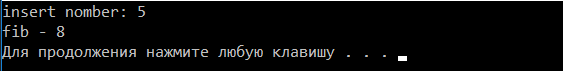 insert nomber: 5
fib - 8
Для продолжения нажмите любую клавишу . . .